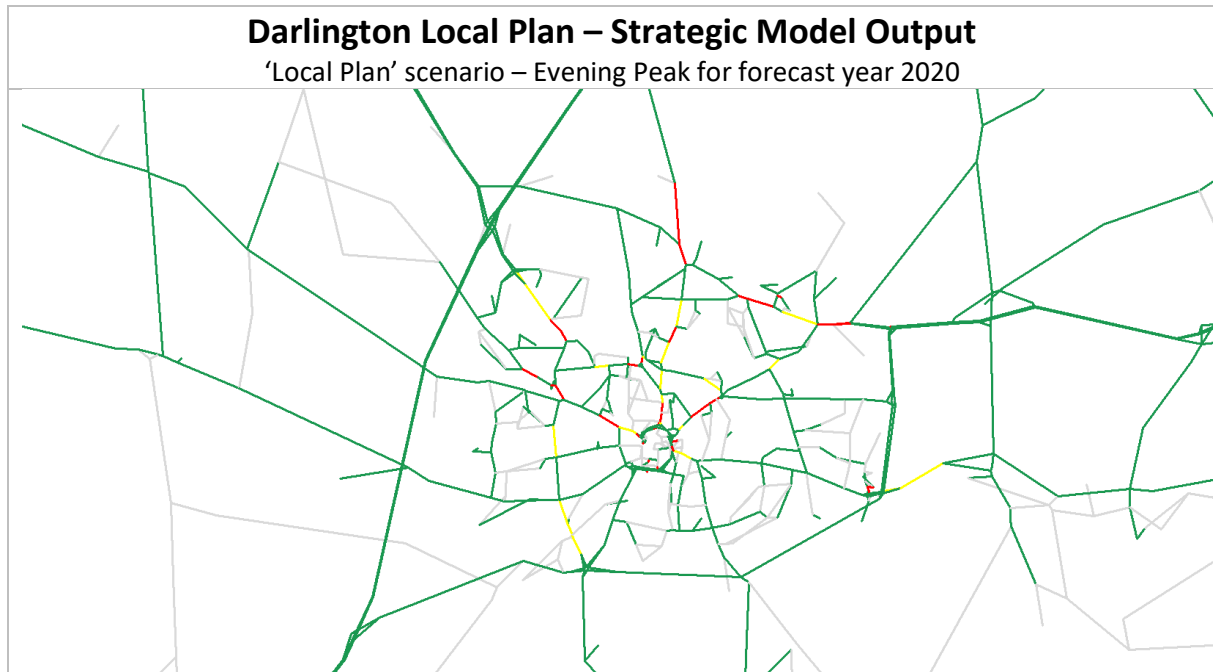 Darlington Local Plan – Strategic Model Output
‘Local Plan’ scenario – Evening Peak for forecast year 2020